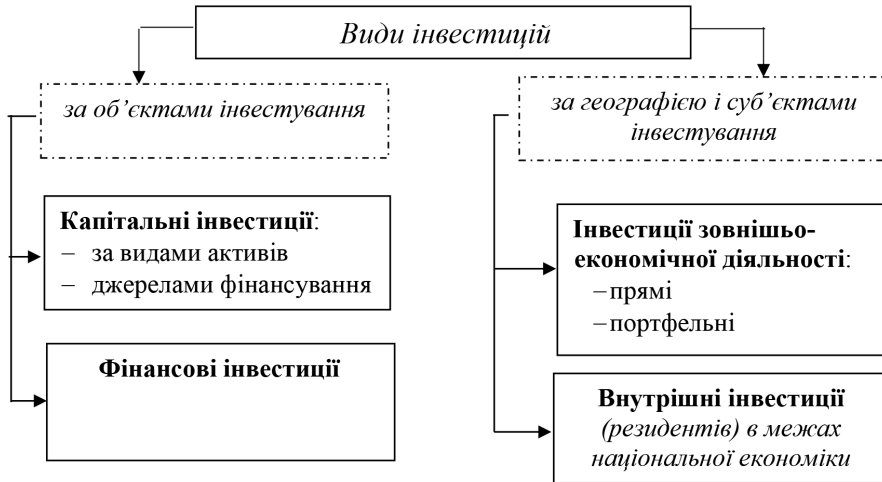 Види інвестицій
за об’єктами інвестування
Капітальні інвестиції:
– за видами активів
– джерелами фінансування
Фінансові інвестиції
за географією і суб’єктами
інвестування
Інвестиції зовнішньо-
економічної діяльності:
–прямі
–портфельні
Внутрішні інвестиції
(резидентів) в межах
національної економіки